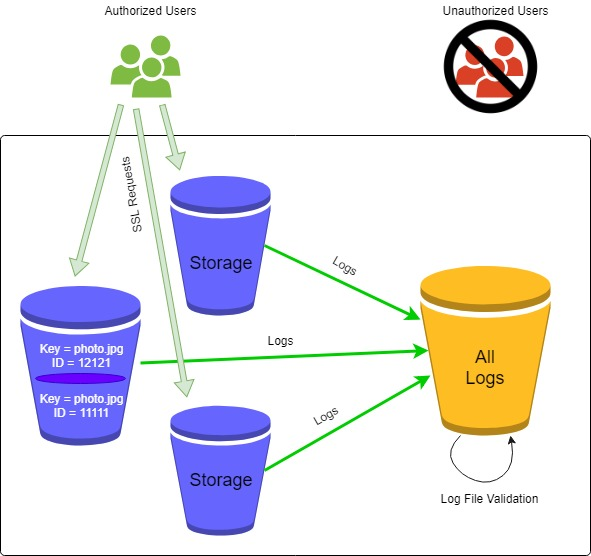 Authorized Users
Unauthorized Users
SSL Requests
Storage
Logs
Key = photo.jpg
ID = 12121
Key = photo.jpg
ID = 11111
Logs
All
Logs
Logs
Storage
Log File Validation